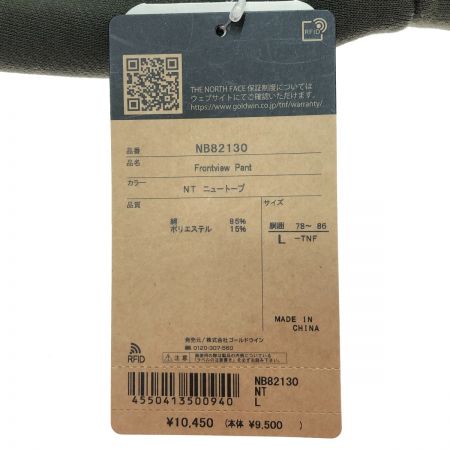 RFID
THE NORTH FACE 保証制度については
ウェブサイトにてご確認いただけます。
https://www.goldwin.co.jp/tnf/warranty/
品番 NB82130
品名 Frontview Pant
カラー NT ニュートープ
品質 サイズ
綿 85% 胴囲 78~ 86
ポリエステル 15% L -TNF
MADE IN
CHINA
発売元/株式会社ゴールドウイン
0120-307-560
RFID
注意
NB82130
NT
L
4550413500940
¥10,450 (本体 ¥9,500)